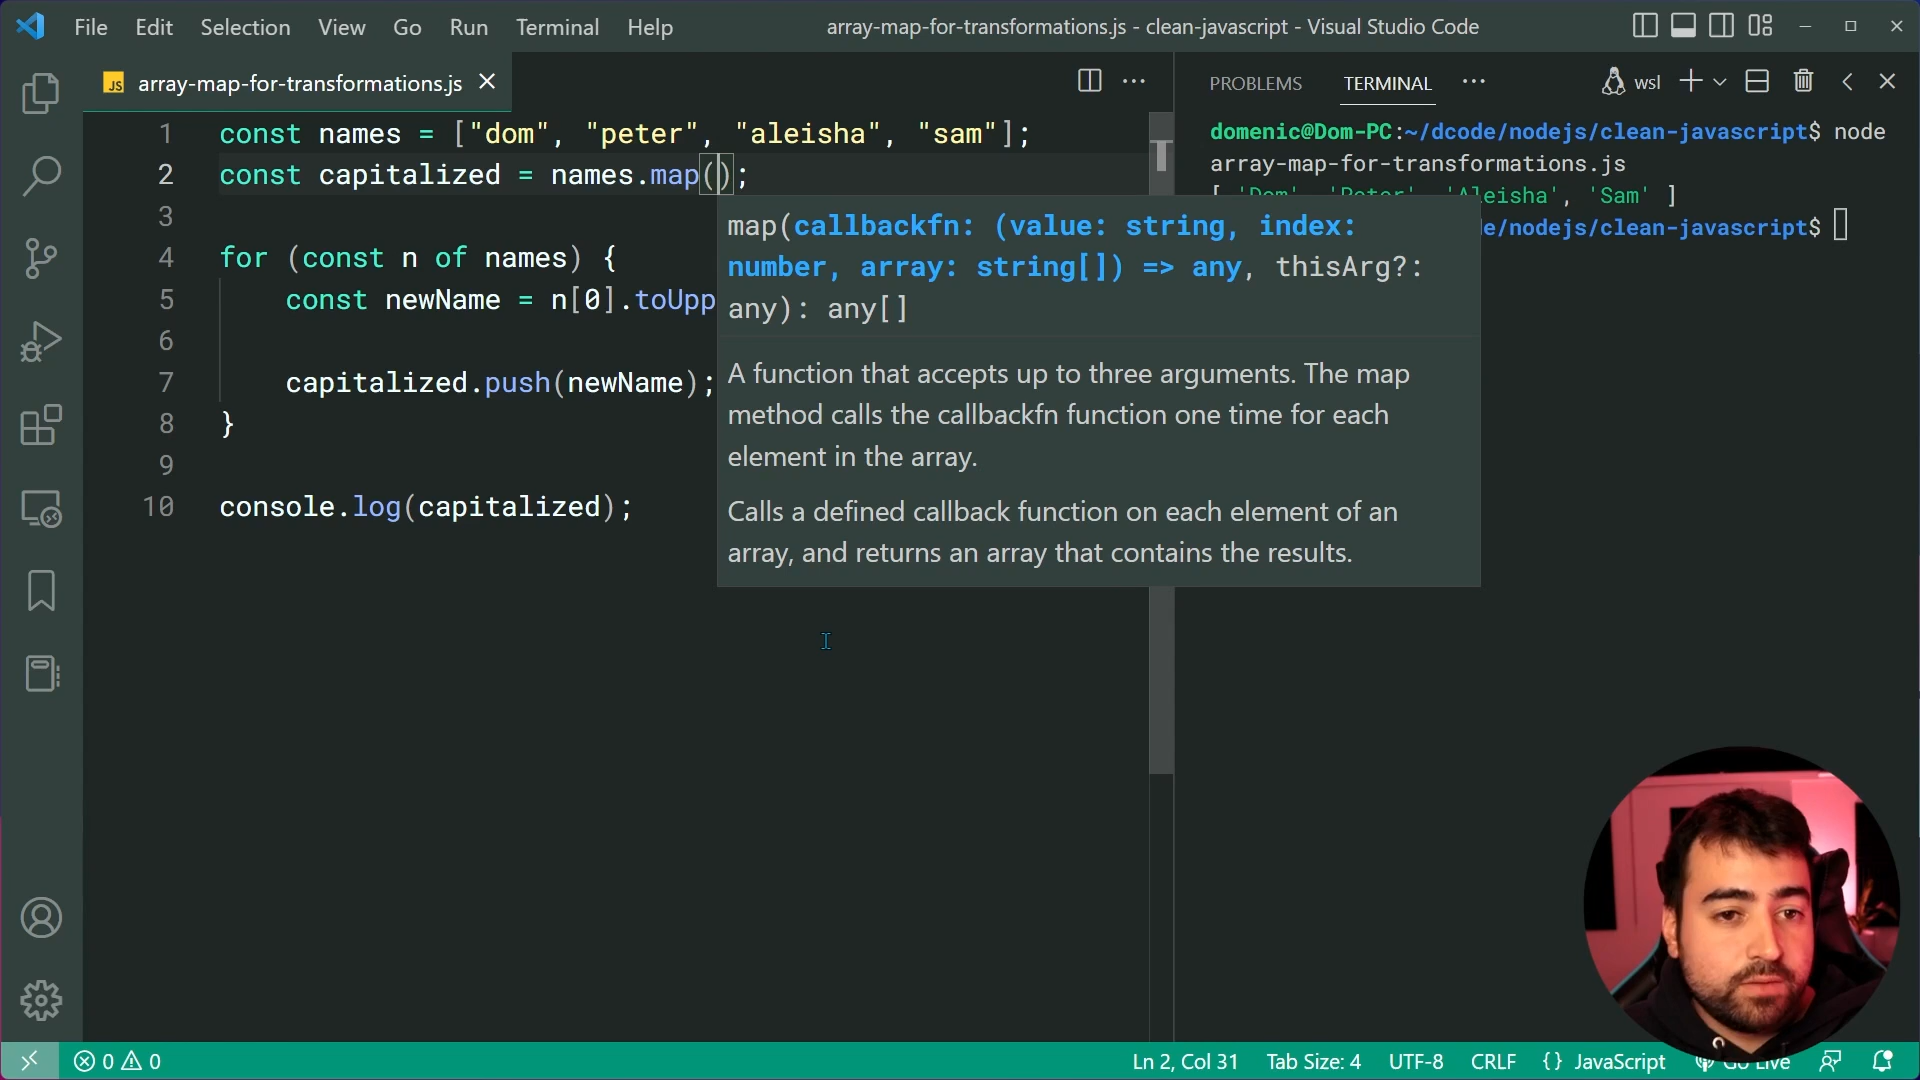 File Edit Selection View Go Run Terminal Help
array-map-for-transformations.js - clean-javascript - Visual Studio Code
JS array-map-for-transformations.js
PROBLEMS TERMINAL
wsl
1 const names = ["dom", "peter", "aleisha", "sam"];
2 const capitalized = names.map();
3
4 for (const n of names) {
5 const newName = n[0].toUpp
6
7 capitalized.push(newName);
8 }
9
10 console.log(capitalized);
map(callbackfn: (value: string, index:
number, array: string[]) => any, thisArg?:
any): any[]
A function that accepts up to three arguments. The map
method calls the callbackfn function one time for each
element in the array.
Calls a defined callback function on each element of an
array, and returns an array that contains the results.
domenic@Dom-PC:~/dcode/nodejs/clean-javascript$ node
array-map-for-transformations.js
[ 'Dom', 'Peter', 'Aleisha', 'Sam' ]
de/nodejs/clean-javascript$
0 0
Ln 2, Col 31 Tab Size: 4 UTF-8 CRLF {} JavaScript Go Live